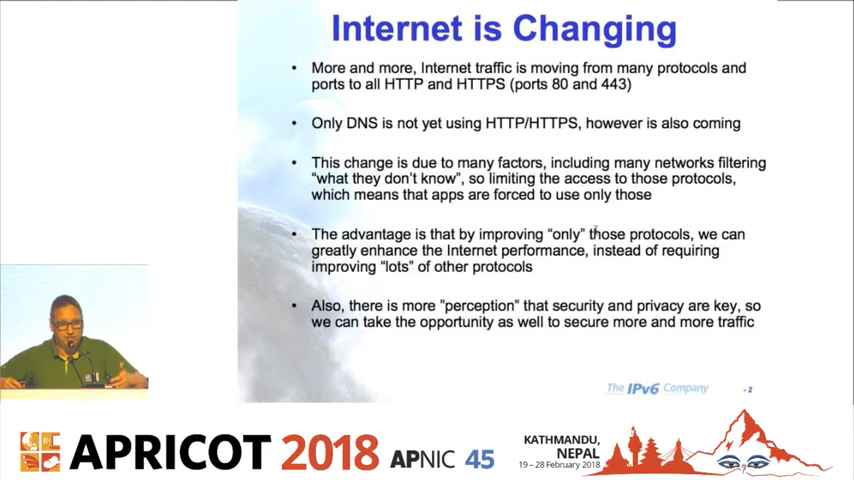 Internet is Changing
• More and more, Internet traffic is moving from many protocols and
ports to all HTTP and HTTPS (ports 80 and 443)
• Only DNS is not yet using HTTP/HTTPS, however is also coming
• This change is due to many factors, including many networks filtering
“what they don’t know”, so limiting the access to those protocols,
which means that apps are forced to use only those
• The advantage is that by improving “only” those protocols, we can
greatly enhance the Internet performance, instead of requiring
improving “lots” of other protocols
• Also, there is more ”perception” that security and privacy are key, so
we can take the opportunity as well to secure more and more traffic
The IPv6 Company
- 2
APRICOT 2018
APNIC 45
KATHMANDU,
NEPAL
19 – 28 February 2018